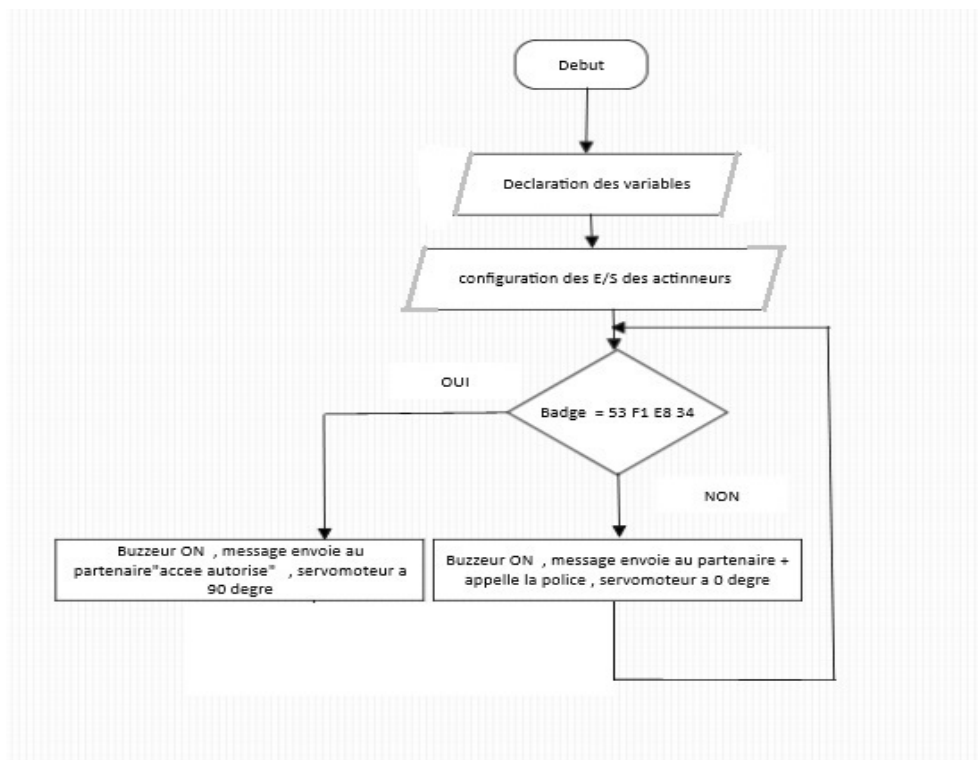 Debut
Declaration des variables
configuration des E/S des actinneurs
OUI
Badge = 53 F1 E8 34
NON
Buzzeur ON , message envoie au
partenaire"accee autorise" , servomoteur a
90 degre
Buzzeur ON , message envoie au partenaire +
appelle la police , servomoteur a 0 degre